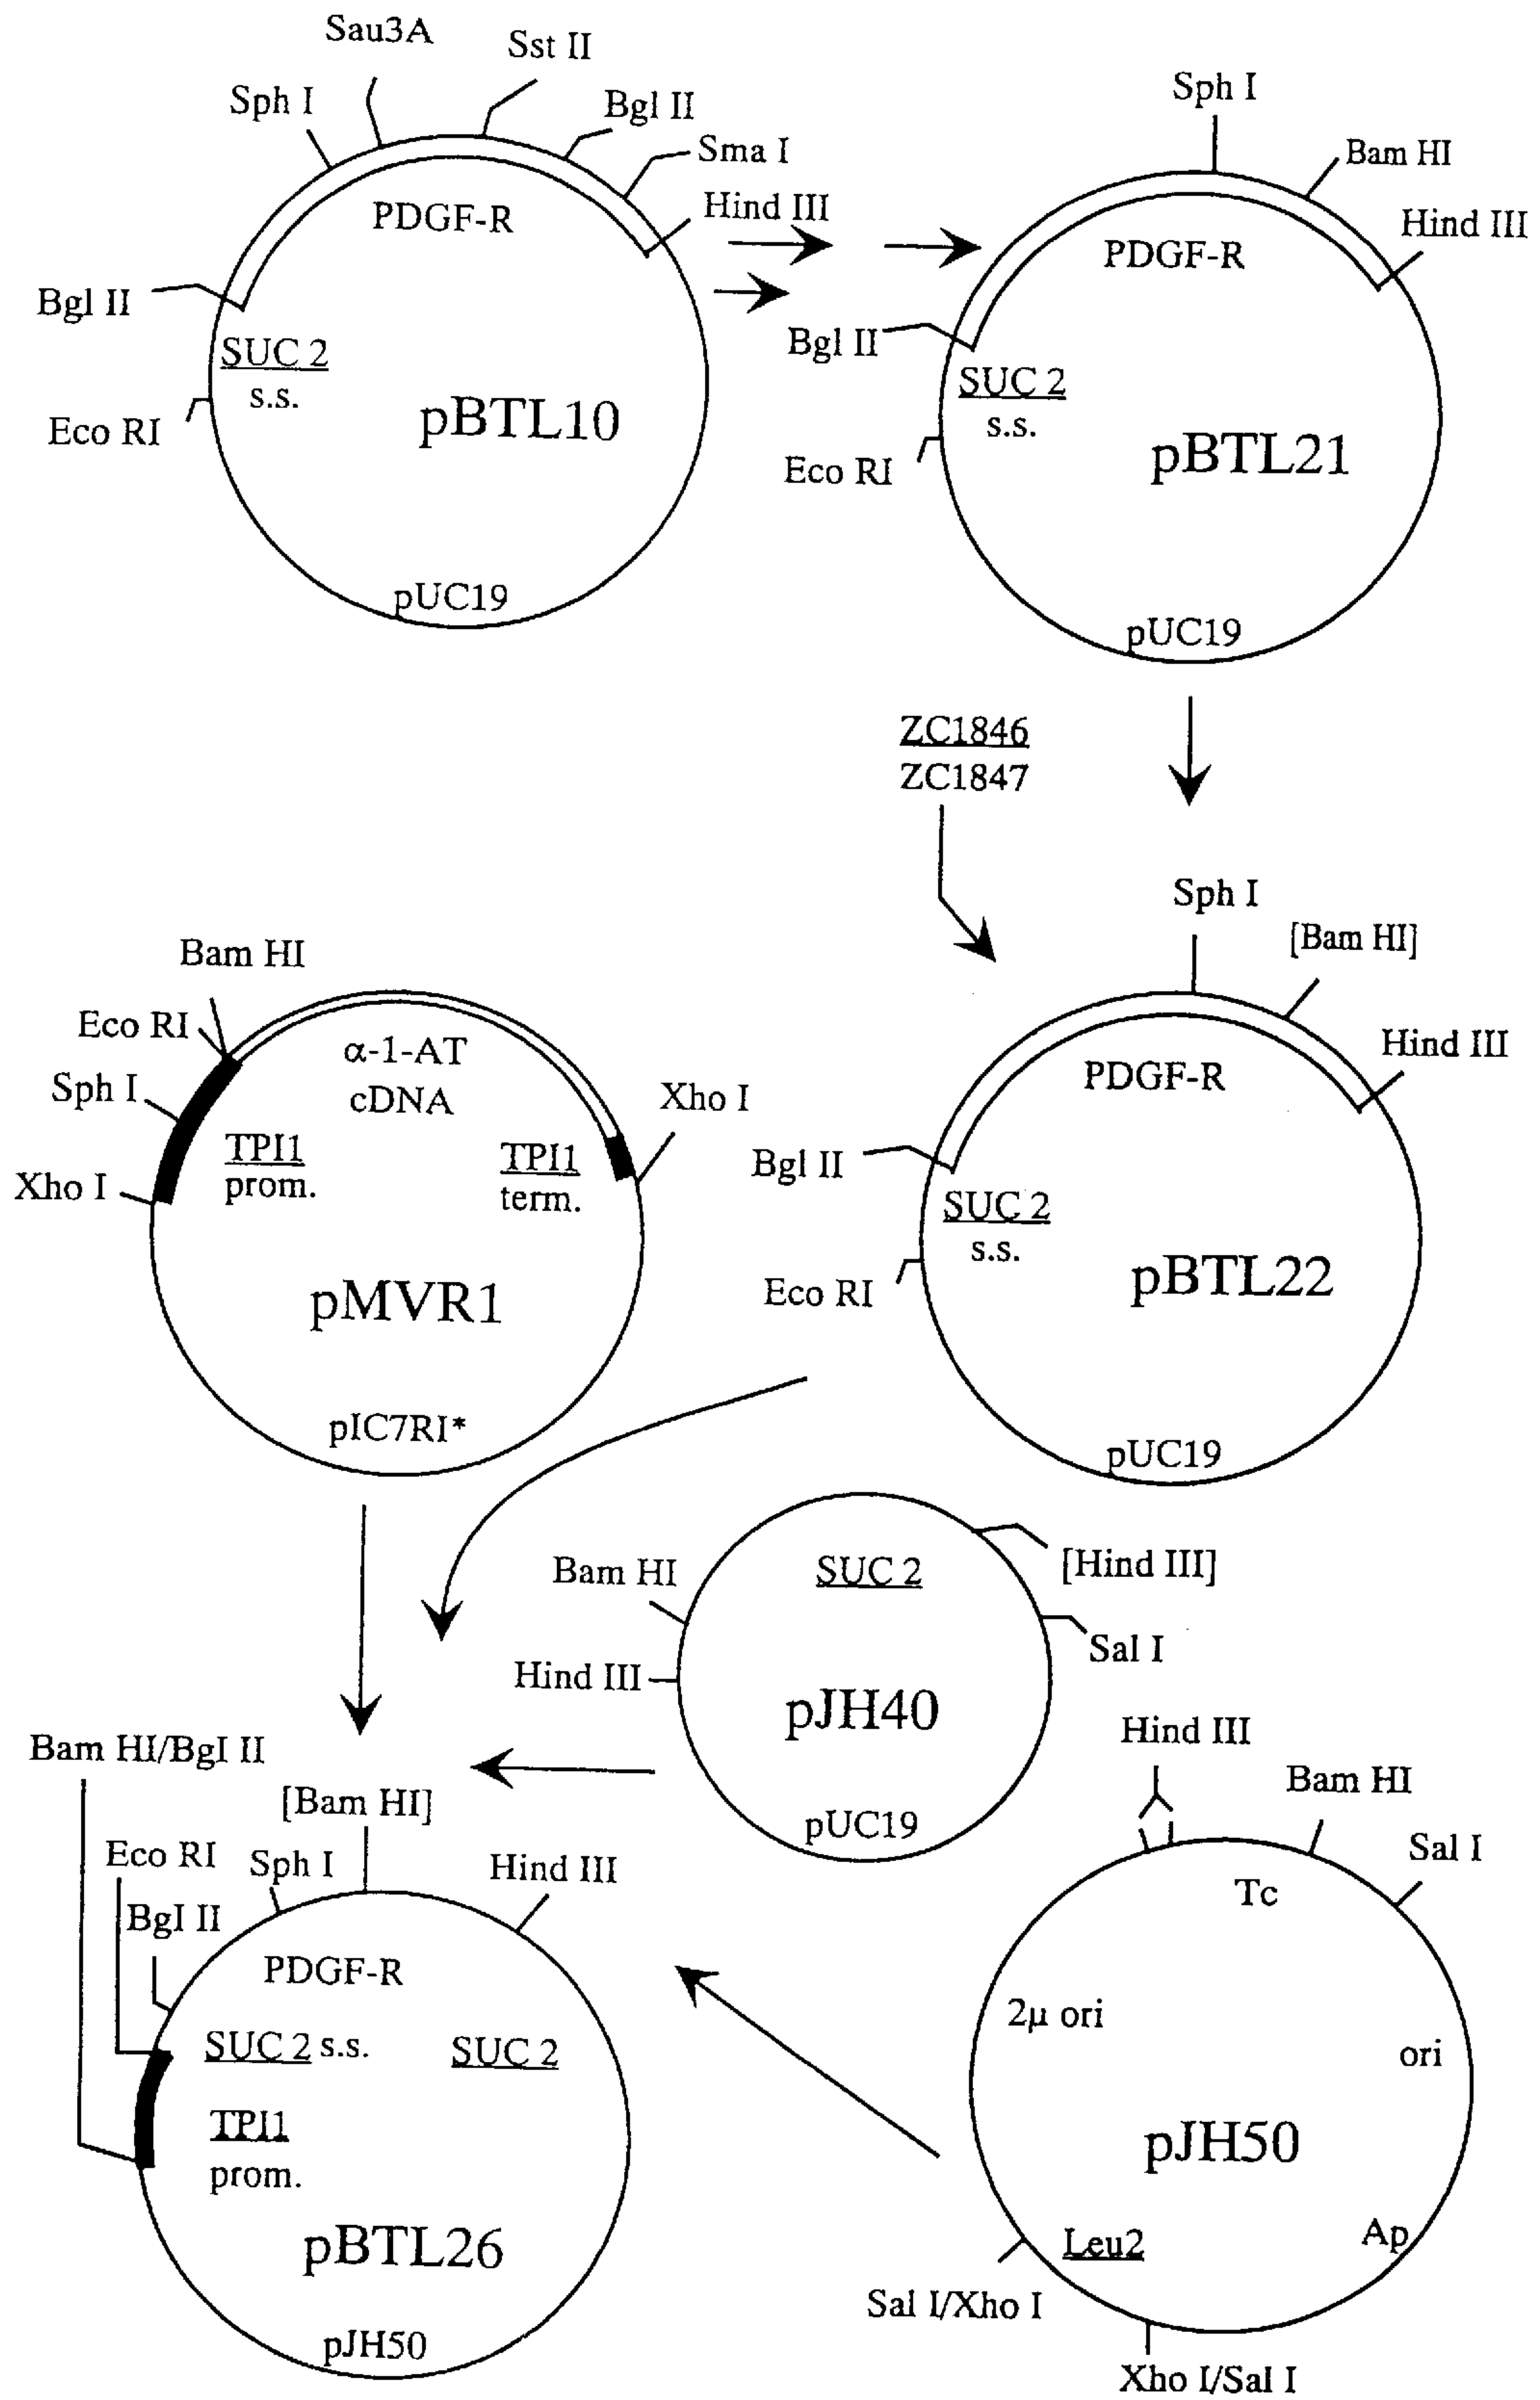 Sau3A
Sst II
Sph I
Bgl II
Sma I
Hind III
PDGF-R
Bgl II
SUC 2
s.s.
Eco RI
pBTL10
pUC19
Sph I
Bam HI
Hind III
PDGF-R
Bgl II
SUC 2
s.s.
Eco RI
pBTL21
pUC19
ZC1846
ZC1847
Sph I
[Bam HI]
Hind III
PDGF-R
Bgl II
SUC 2
s.s.
Eco RI
pBTL22
pUC19
Bam HI
Eco RI
α-1-AT
cDNA
Sph I
Xho I
TPI1
prom.
TPI1
term.
Xho I
pMVR1
pIC7RI*
Bam HI
SUC 2
[Hind III]
Sal I
Hind III
pJH40
pUC19
Hind III
Bam HI
Sal I
Tc
2µ ori
ori
pJH50
Leu2
Ap
Sal I/Xho I
Xho I/Sal I
Bam HI/BgI II
[Bam HI]
Eco RI
Sph I
Hind III
BgI II
PDGF-R
SUC 2 s.s.
SUC 2
TPI1
prom.
pBTL26
pJH50